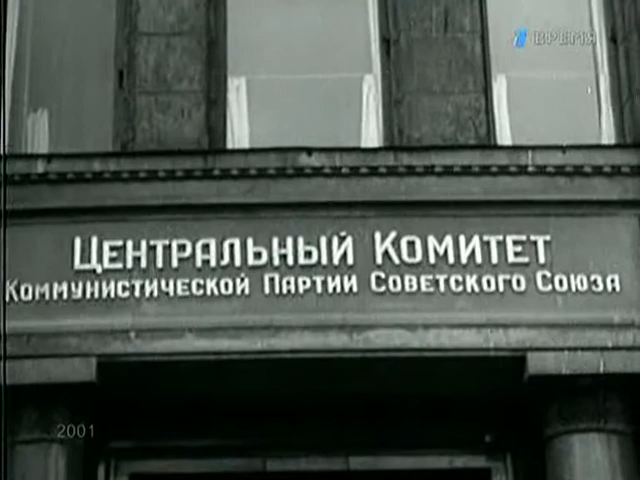 ВРЕМЯ
ЦЕНТРАЛЬНЫЙ КОМИТЕТ
КОММУНИСТИЧЕСКОЙ ПАРТИИ СОВЕТСКОГО СОЮЗА
2001